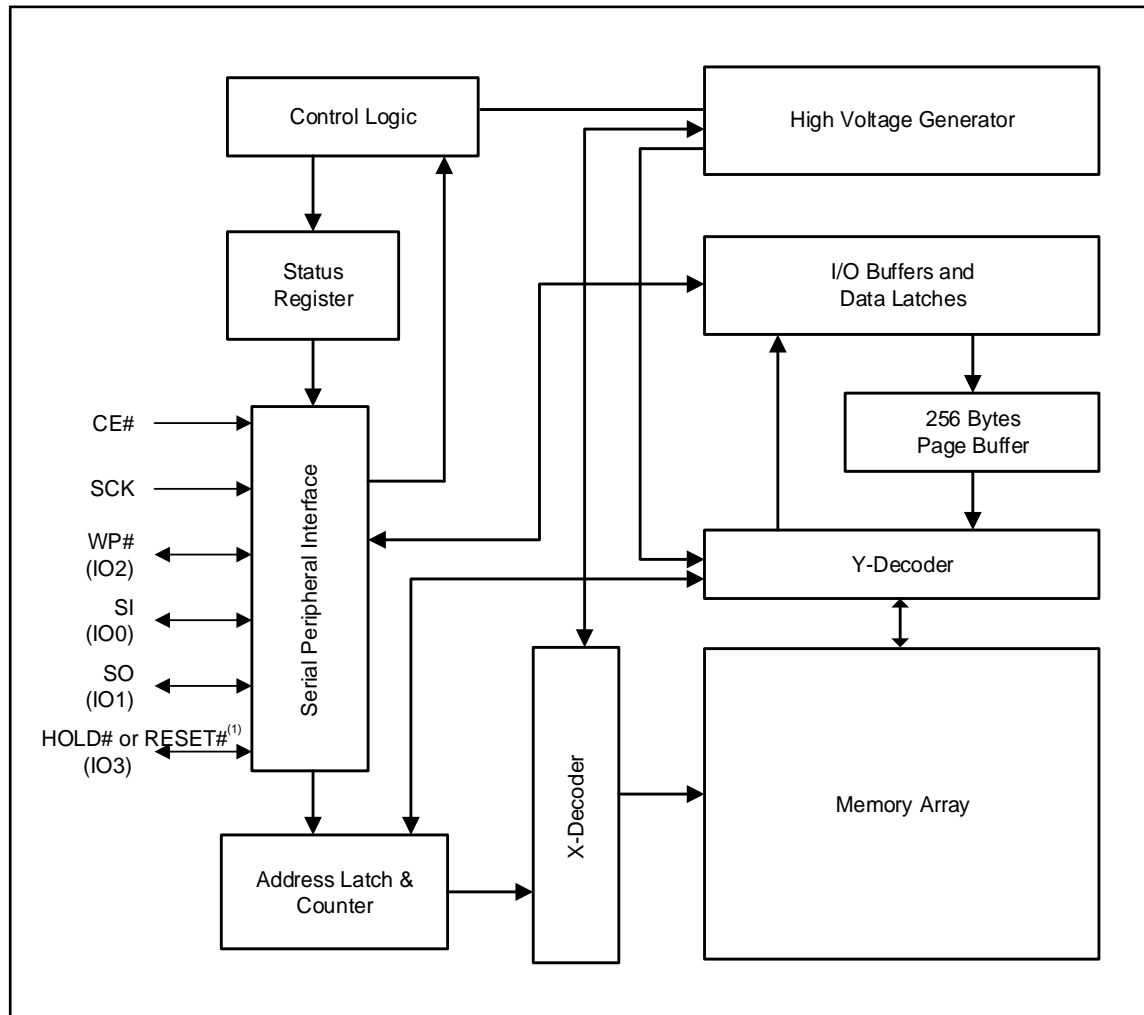 Control Logic
High Voltage Generator
Status
Register
I/O Buffers and
Data Latches
256 Bytes
Page Buffer
CE#
SCK
WP#
(IO2)
SI
(IO0)
SO
(IO1)
HOLD# or RESET#(1)
(IO3)
Serial Peripheral Interface
Y-Decoder
X-Decoder
Memory Array
Address Latch &
Counter